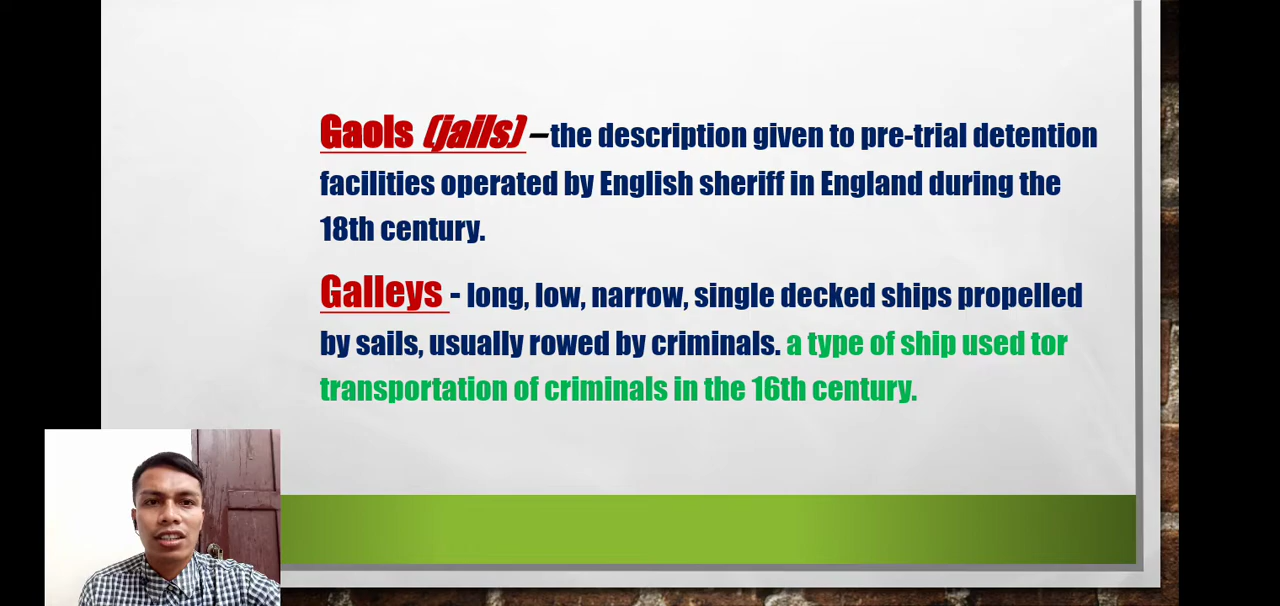 Gaols (jails) – the description given to pre-trial detention
facilities operated by English sheriff in England during the
18th century.
Galleys - long, low, narrow, single decked ships propelled
by sails, usually rowed by criminals. a type of ship used tor
transportation of criminals in the 16th century.